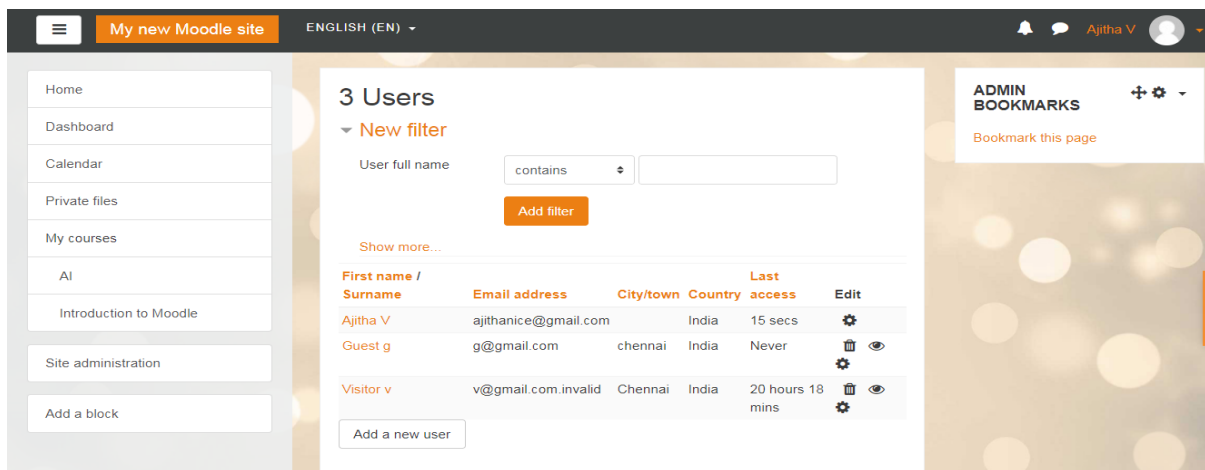 My new Moodle site
ENGLISH (EN)
Ajitha V
Home
Dashboard
Calendar
Private files
My courses
AI
Introduction to Moodle
Site administration
Add a block
3 Users
New filter
User full name contains
Add filter
Show more...
First name / Surname Email address City/town Country Last access Edit
Ajitha V ajithanice@gmail.com India 15 secs
Guest g g@gmail.com chennai India Never
Visitor v v@gmail.com.invalid Chennai India 20 hours 18 mins
Add a new user
ADMIN
BOOKMARKS
Bookmark this page